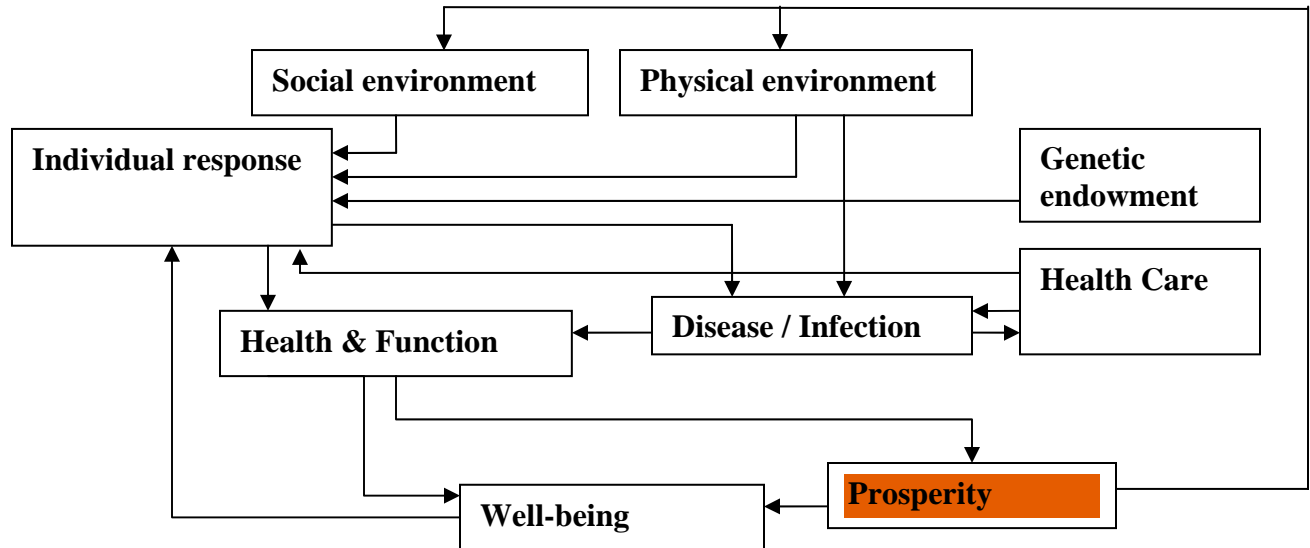 Social environment
Physical environment
Individual response
Genetic
endowment
Health Care
Disease / Infection
Health & Function
Prosperity
Well-being